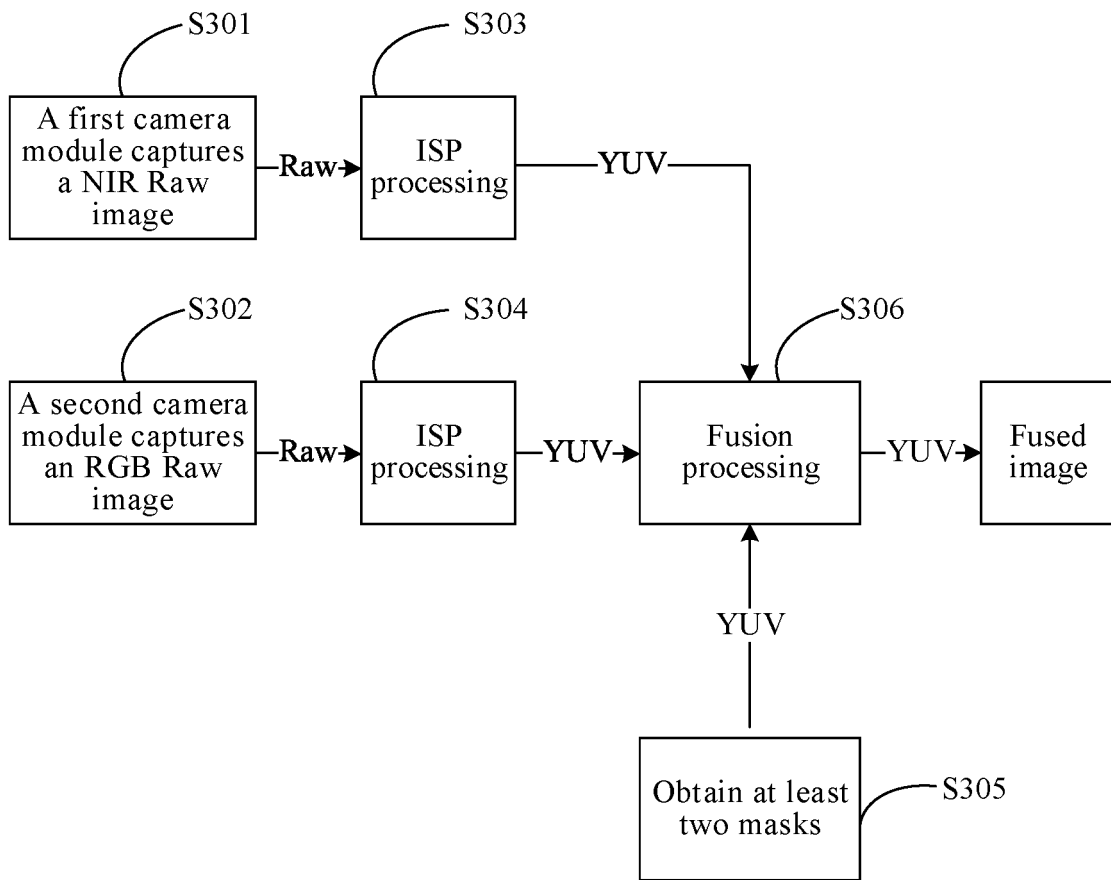 S301
S303
A first camera
module captures
a NIR Raw
image
Raw
ISP
processing
YUV
S302
S304
S306
A second camera
module captures
an RGB Raw
image
Raw
ISP
processing
YUV
Fusion
processing
YUV
Fused
image
YUV
Obtain at least
two masks
S305